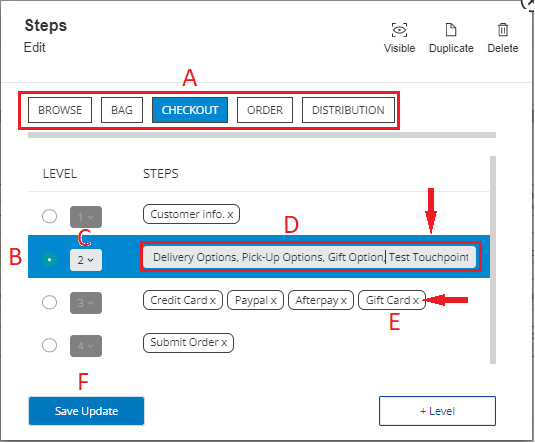 Steps
Edit
Visible Duplicate Delete
A
BROWSE BAG CHECKOUT ORDER DISTRIBUTION
LEVEL STEPS
1 Customer info. x
C D
B 2 Delivery Options, Pick-Up Options, Gift Option, Test Touchpoint
3 Credit Card x Paypal x Afterpay x Gift Card x
E
4 Submit Order x
F
Save Update + Level